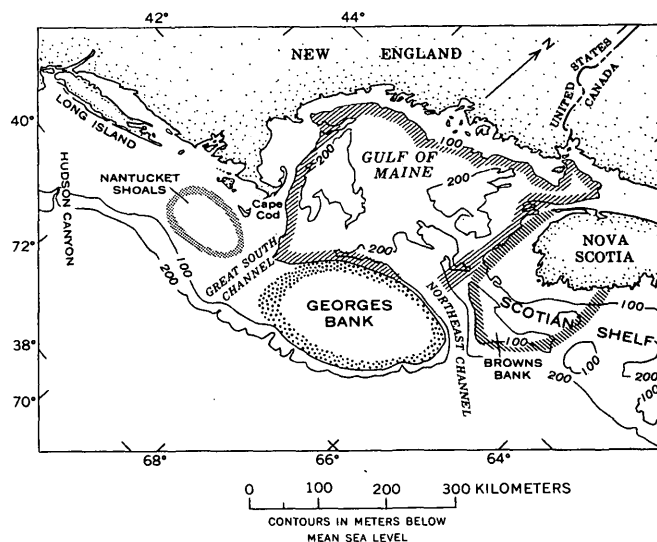 42° 44°
NEW ENGLAND
N
UNITED STATES
CANADA
LONG ISLAND
40°
100
200
GULF OF
MAINE
200
HUDSON CANYON
NANTUCKET
SHOALS
Cape
Cod
72°
100
200
GREAT SOUTH
CHANNEL
200
GEORGES
BANK
NORTHEAST CHANNEL
NOVA
SCOTIA
SCOTIAN
SHELF
100
100
BROWNS
BANK
200
100
200
100
38°
70°
68° 66° 64°
0 100 200 300 KILOMETERS
CONTOURS IN METERS BELOW
MEAN SEA LEVEL